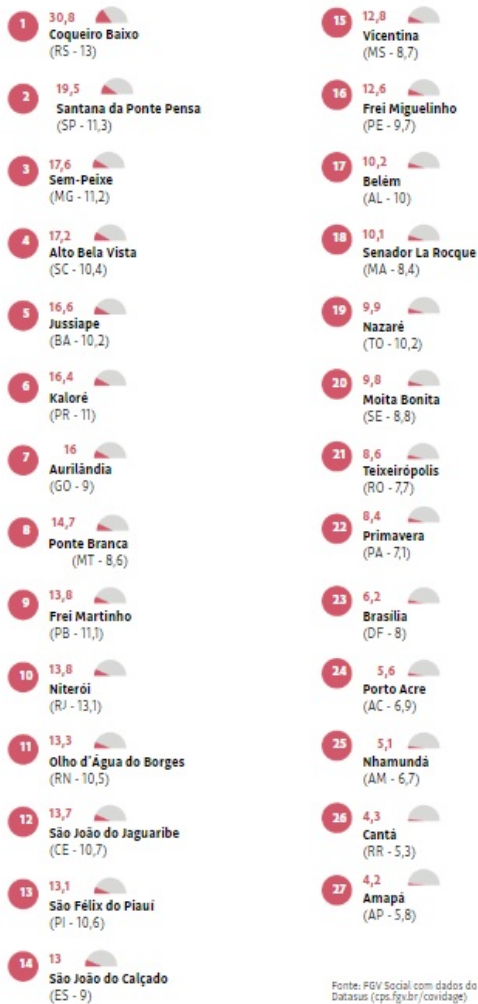 1
30,8
Coqueiro Baixo
(RS - 13)
2
19,5
Santana da Ponte Pensa
(SP - 11,3)
3
17,6
Sem-Peixe
(MG - 11,2)
4
17,2
Alto Bela Vista
(SC - 10,4)
5
16,6
Jussiape
(BA - 10,2)
6
16,4
Kaloré
(PR - 11)
7
16
Aurilândia
(GO - 9)
8
14,7
Ponte Branca
(MT - 8,6)
9
13,8
Frei Martinho
(PB - 11,1)
10
13,8
Niterói
(RJ - 13,1)
11
13,3
Olho d'Água do Borges
(RN - 10,5)
12
13,7
São João do Jaguaribe
(CE - 10,7)
13
13,1
São Félix do Piauí
(PI - 10,6)
14
13
São João do Calçado
(ES - 9)
15
12,8
Vicentina
(MS - 8,7)
16
12,6
Frei Miguelinho
(PE - 9,7)
17
10,2
Belém
(AL - 10)
18
10,1
Senador La Rocque
(MA - 8,4)
19
9,9
Nazaré
(TO - 10,2)
20
9,8
Moita Bonita
(SE - 8,8)
21
8,6
Teixeirópolis
(RO - 7,7)
22
8,4
Primavera
(PA - 7,1)
23
6,2
Brasília
(DF - 8)
24
5,6
Porto Acre
(AC - 6,9)
25
5,1
Nhamundá
(AM - 6,7)
26
4,3
Cantá
(RR - 5,3)
27
4,2
Amapá
(AP - 5,8)
Fonte: FGV Social com dados do
Datasus (cps.fgv.br/covidage)